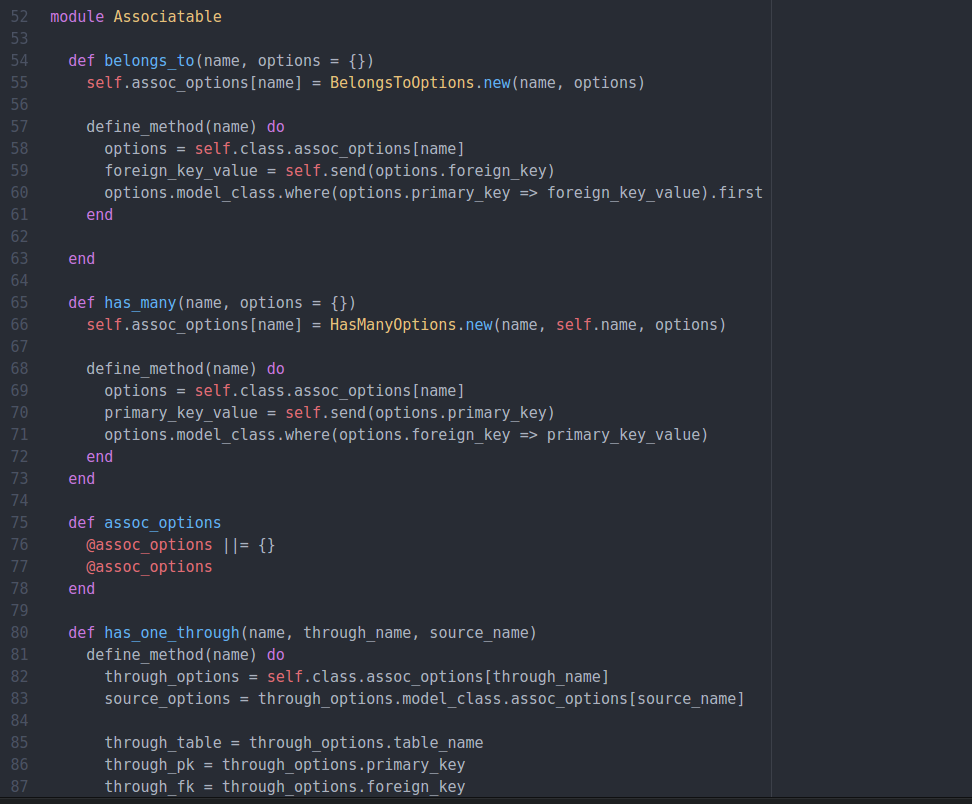 52 module Associatable
53
54   def belongs_to(name, options = {})
55     self.assoc_options[name] = BelongsToOptions.new(name, options)
56
57     define_method(name) do
58       options = self.class.assoc_options[name]
59       foreign_key_value = self.send(options.foreign_key)
60       options.model_class.where(options.primary_key => foreign_key_value).first
61     end
62
63   end
64
65   def has_many(name, options = {})
66     self.assoc_options[name] = HasManyOptions.new(name, self.name, options)
67
68     define_method(name) do
69       options = self.class.assoc_options[name]
70       primary_key_value = self.send(options.primary_key)
71       options.model_class.where(options.foreign_key => primary_key_value)
72     end
73   end
74
75   def assoc_options
76     @assoc_options ||= {}
77     @assoc_options
78   end
79
80   def has_one_through(name, through_name, source_name)
81     define_method(name) do
82       through_options = self.class.assoc_options[through_name]
83       source_options = through_options.model_class.assoc_options[source_name]
84
85       through_table = through_options.table_name
86       through_pk = through_options.primary_key
87       through_fk = through_options.foreign_key